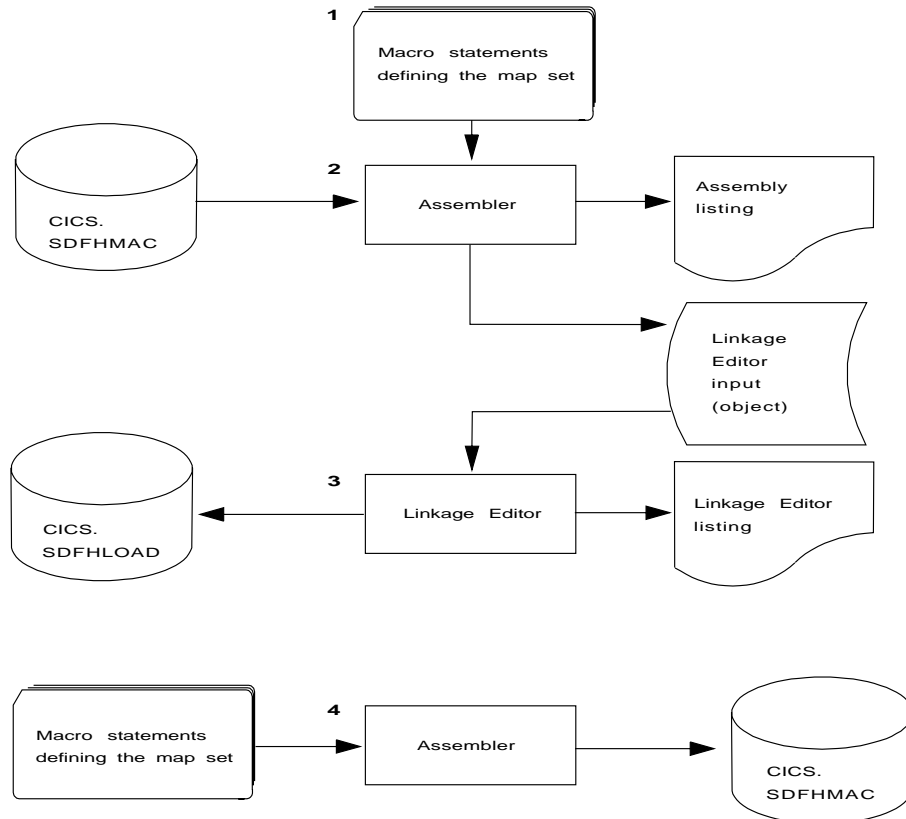 1
Macro statements
defining the map set
2
Assembler
Assembly
listing
CICS.
SDFHMAC
Linkage
Editor
input
(object)
3
Linkage Editor
Linkage Editor
listing
CICS.
SDFHLOAD
4
Macro statements
defining the map set
Assembler
CICS.
SDFHMAC